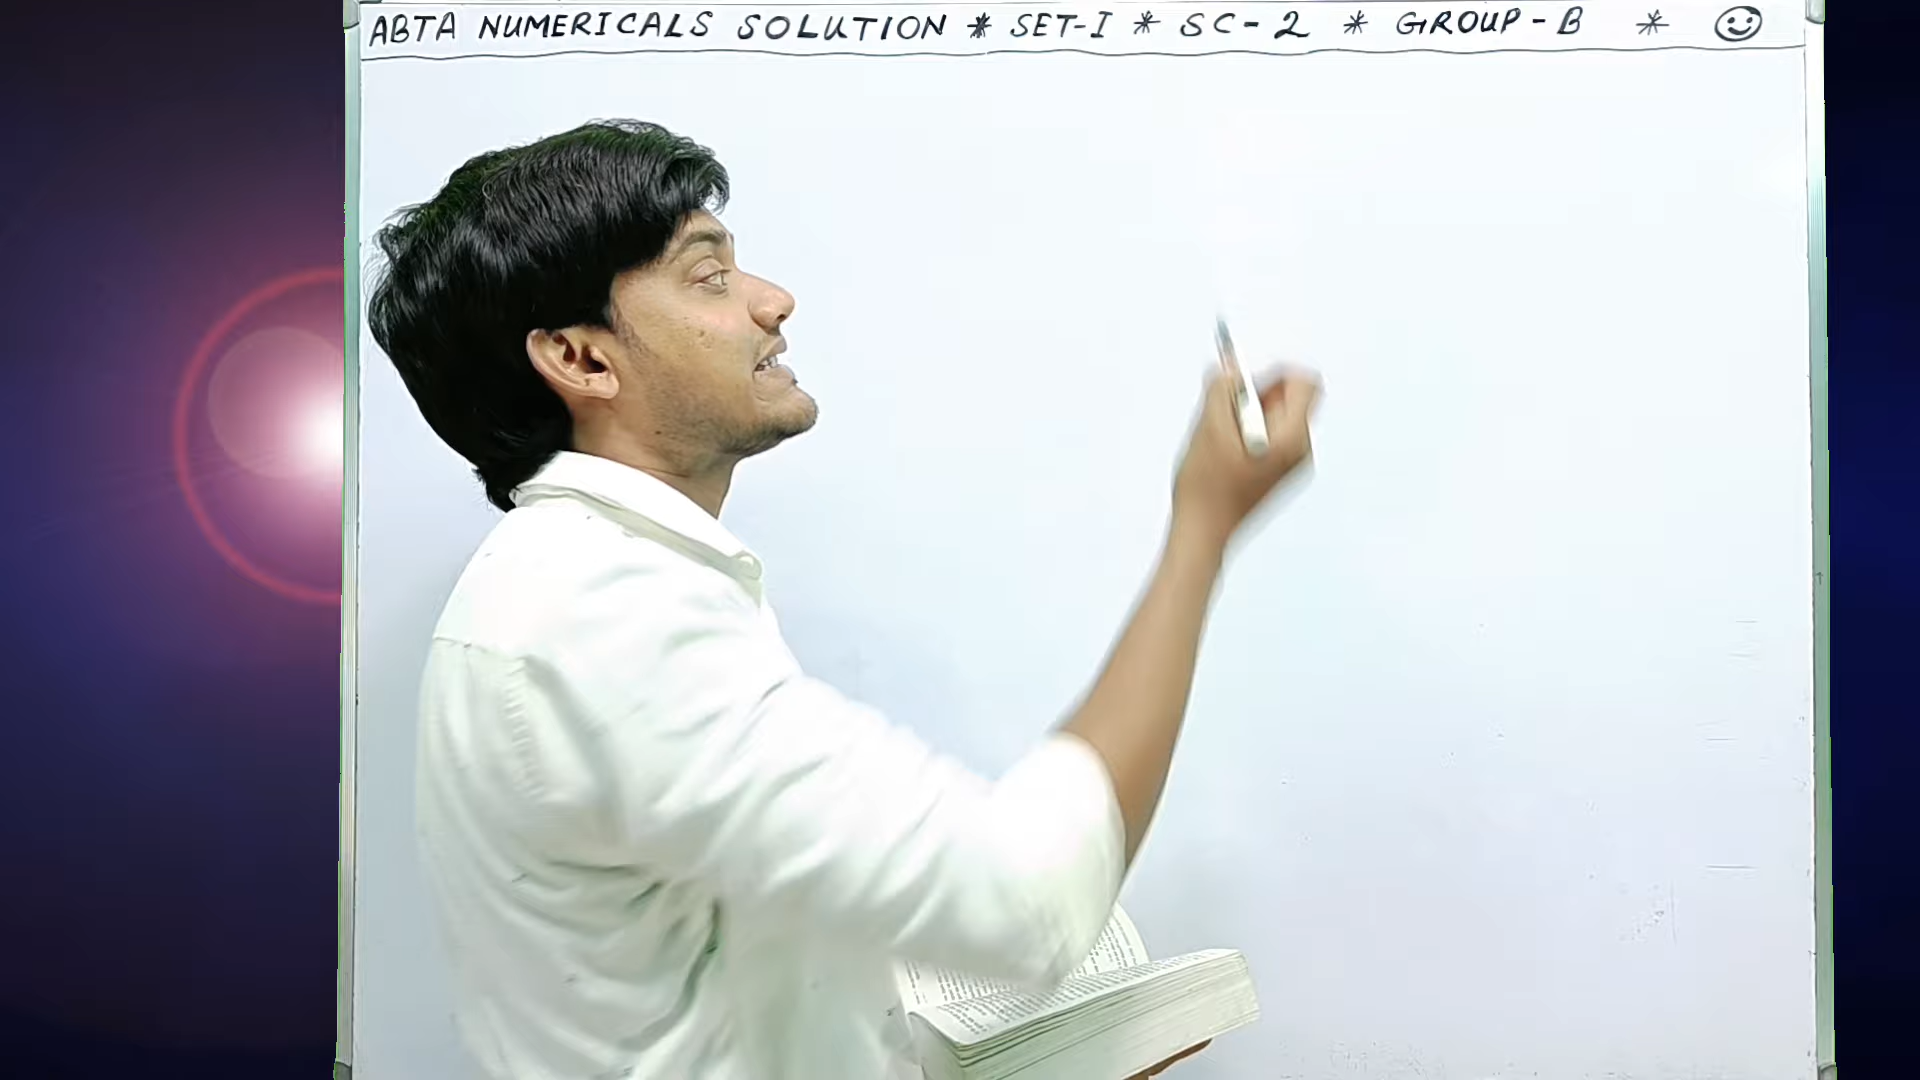 ABTA NUMERICALS SOLUTION * SET-I * SC-2 * GROUP-B *